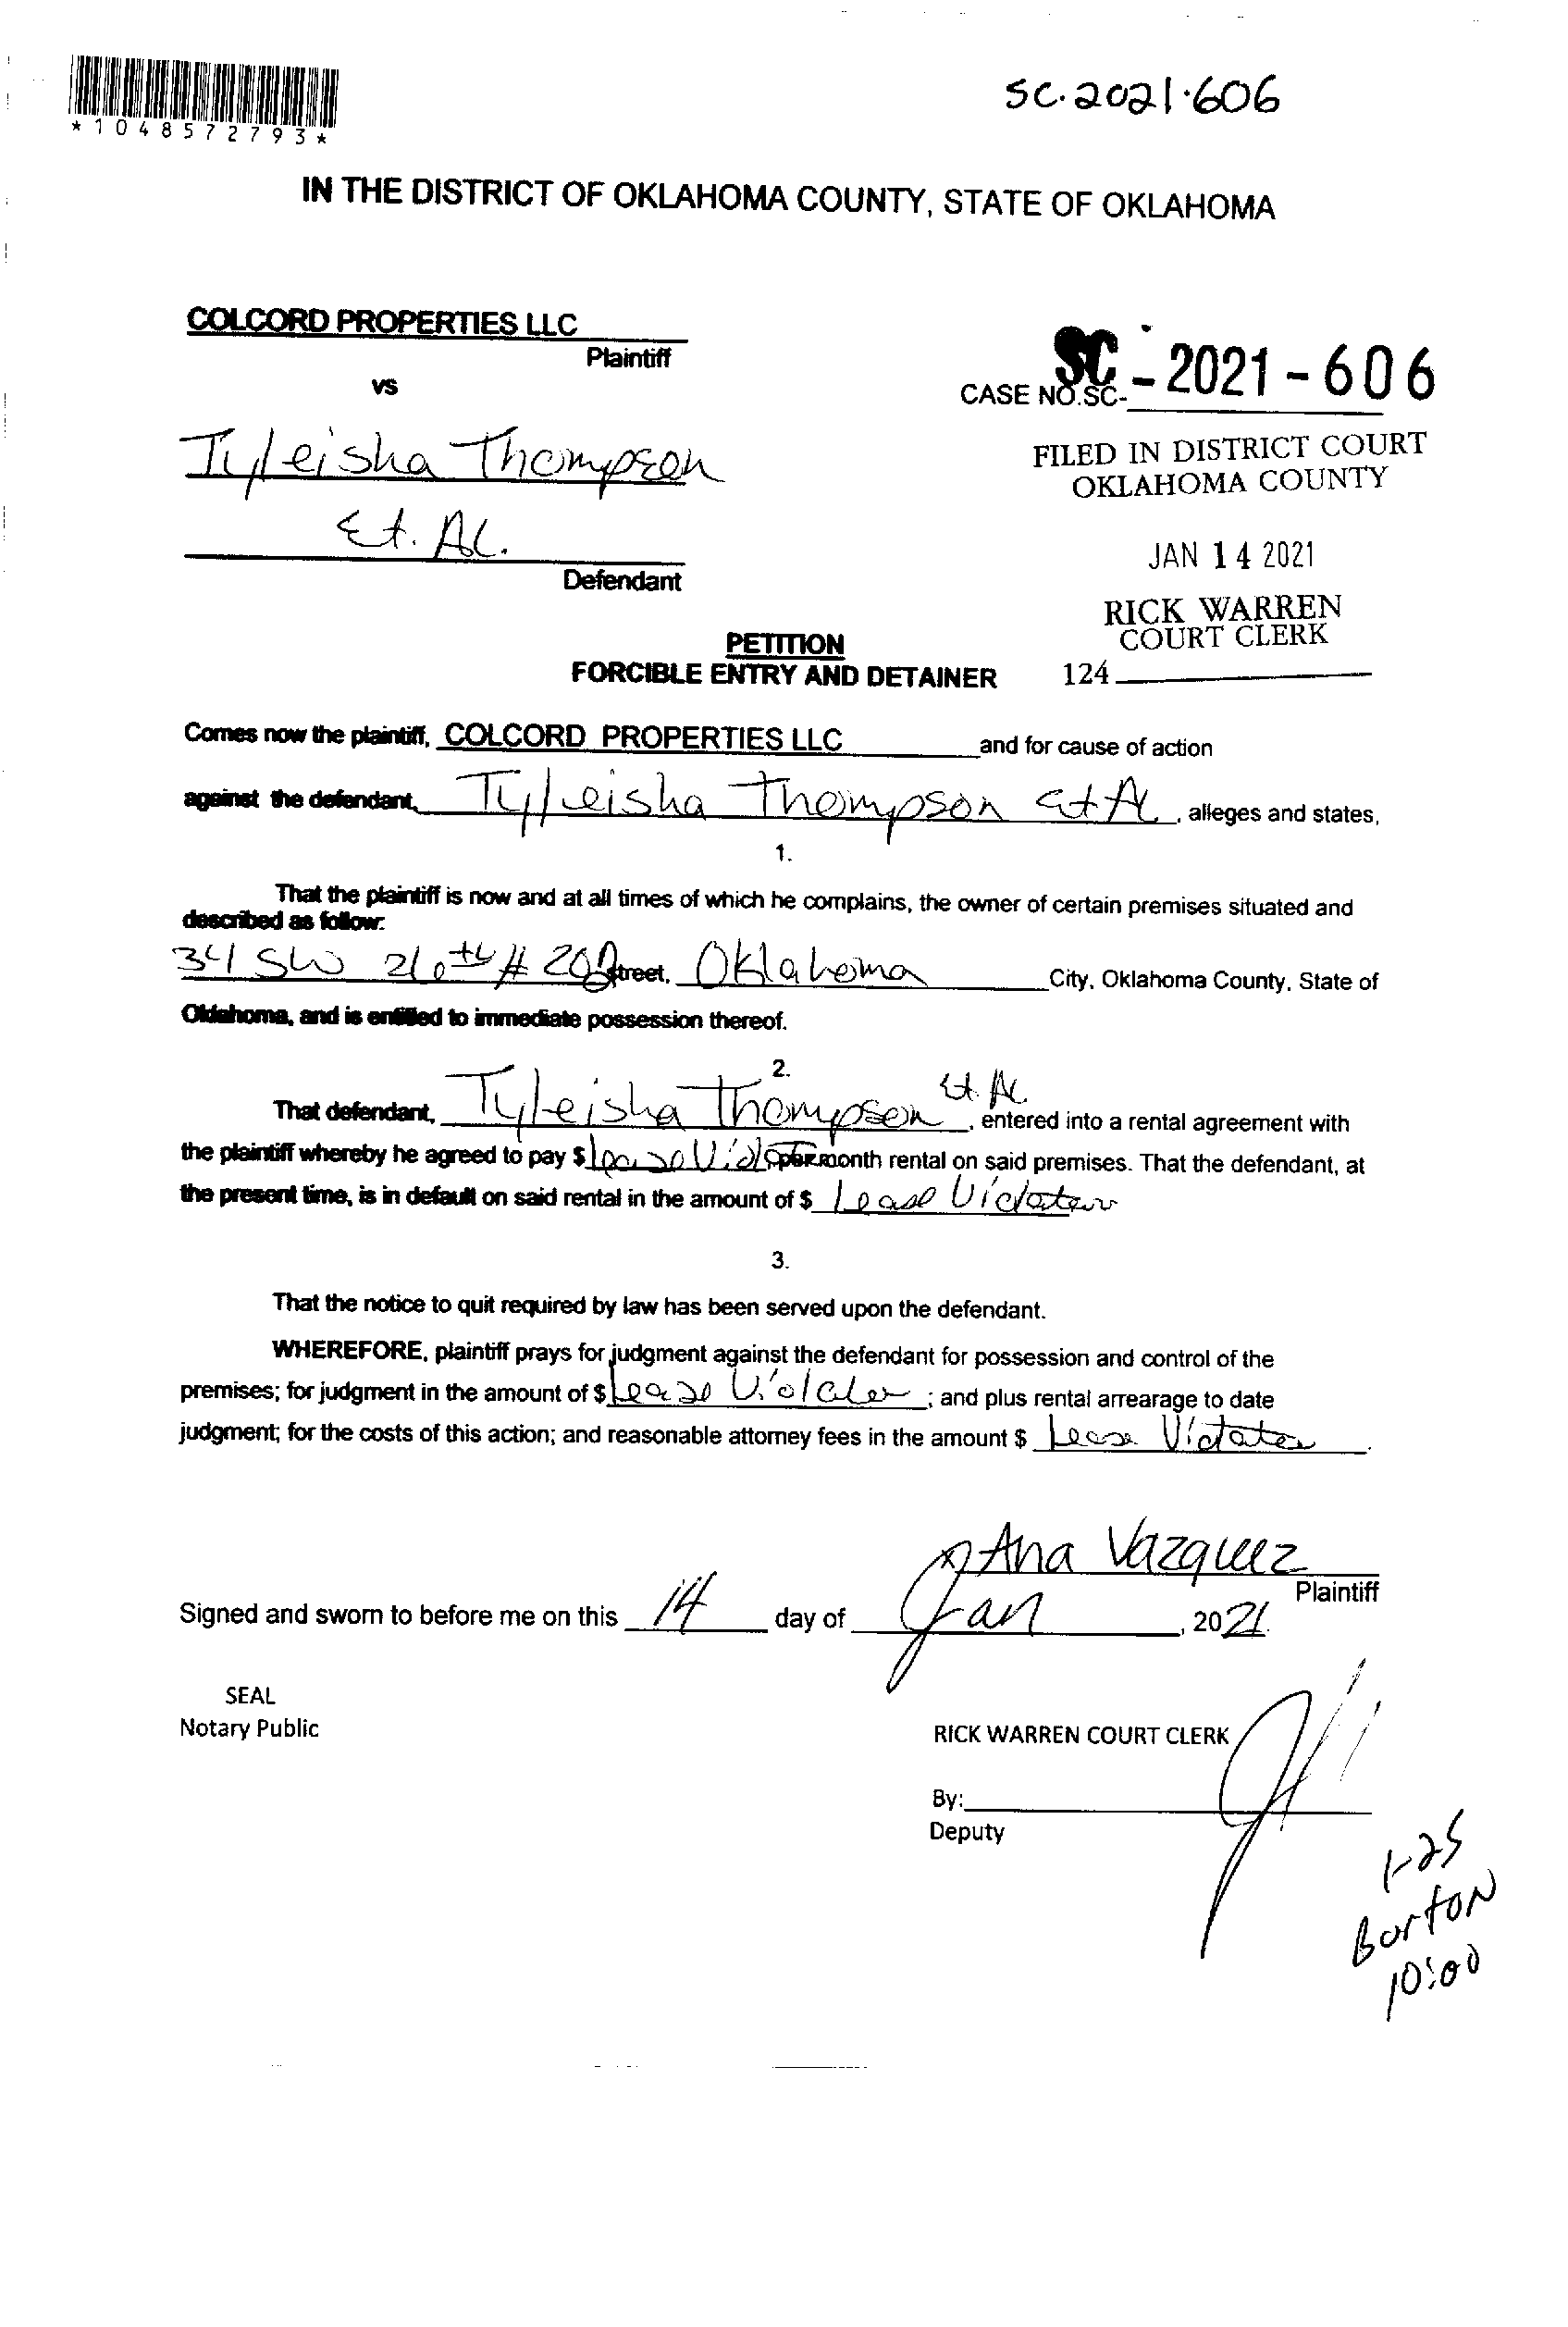 SC.2021.606
*1048572793*
IN THE DISTRICT OF OKLAHOMA COUNTY, STATE OF OKLAHOMA
COLCORD PROPERTIES LLC
Plaintiff
vs
CASE NO.SC- SC - 2021 - 606
Tyleisha Thompson
Et. Al.
Defendant
FILED IN DISTRICT COURT
OKLAHOMA COUNTY
JAN 14 2021
RICK WARREN
COURT CLERK
124
PETITION
FORCIBLE ENTRY AND DETAINER
Comes now the plaintiff, COLCORD PROPERTIES LLC and for cause of action
against the defendant, Tyleisha Thompson Et Al, alleges and states,
1.
That the plaintiff is now and at all times of which he complains, the owner of certain premises situated and
described as follow:
34 SW 26th # street, Oklahoma City, Oklahoma County, State of
Oklahoma, and is entitled to immediate possession thereof.
2.
That defendant, Tyleisha Thompson Et. Al. , entered into a rental agreement with
the plaintiff whereby he agreed to pay $ Lease per month rental on said premises. That the defendant, at
the present time, is in default on said rental in the amount of $ Lease Violation
3.
That the notice to quit required by law has been served upon the defendant.
WHEREFORE, plaintiff prays for judgment against the defendant for possession and control of the
premises; for judgment in the amount of $ Lease Violation ; and plus rental arrearage to date
judgment; for the costs of this action; and reasonable attorney fees in the amount $ Lease Violation.
Ana Vazquez
Plaintiff
Signed and sworn to before me on this 14 day of Jan, 2021.
SEAL
Notary Public
RICK WARREN COURT CLERK
By:
Deputy
1-25
Barton
10:00